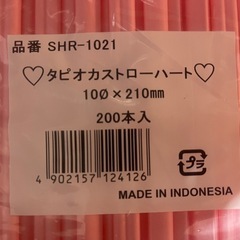 品番 SHR-1021
♡タピオカストローハート♡
10Ø×210mm
200本入
プラ
4 902157 124126
MADE IN INDONESIA